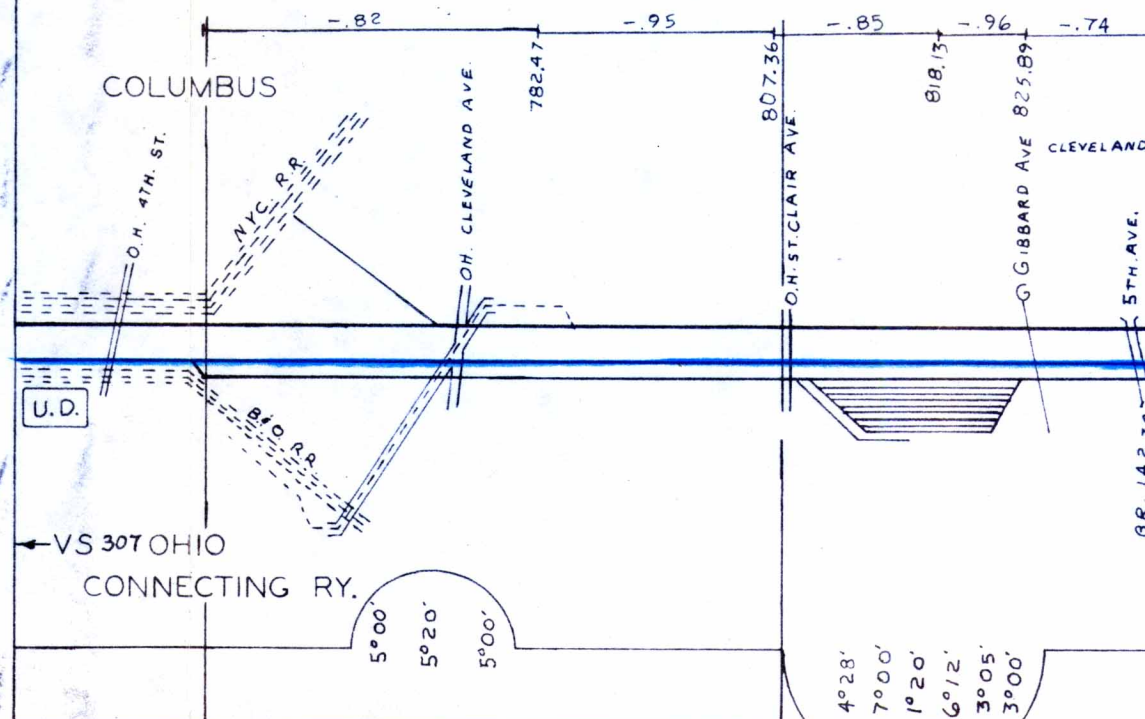 -.82
-.95
-.85
-.96
-.74
782.47
807.36
818.13
825.89
COLUMBUS
O.H. 4TH. ST.
N.Y.C. R.R.
OH. CLEVELAND AVE.
O.H. ST. CLAIR AVE.
GIBBARD AVE
CLEVELAND
5TH. AVE.
U.D.
B&O. R.R.
←VS 307 OHIO
CONNECTING RY.
5°00'
5°20'
5°00'
4°28'
7°00'
1°20'
6°12'
3°05'
3°00'